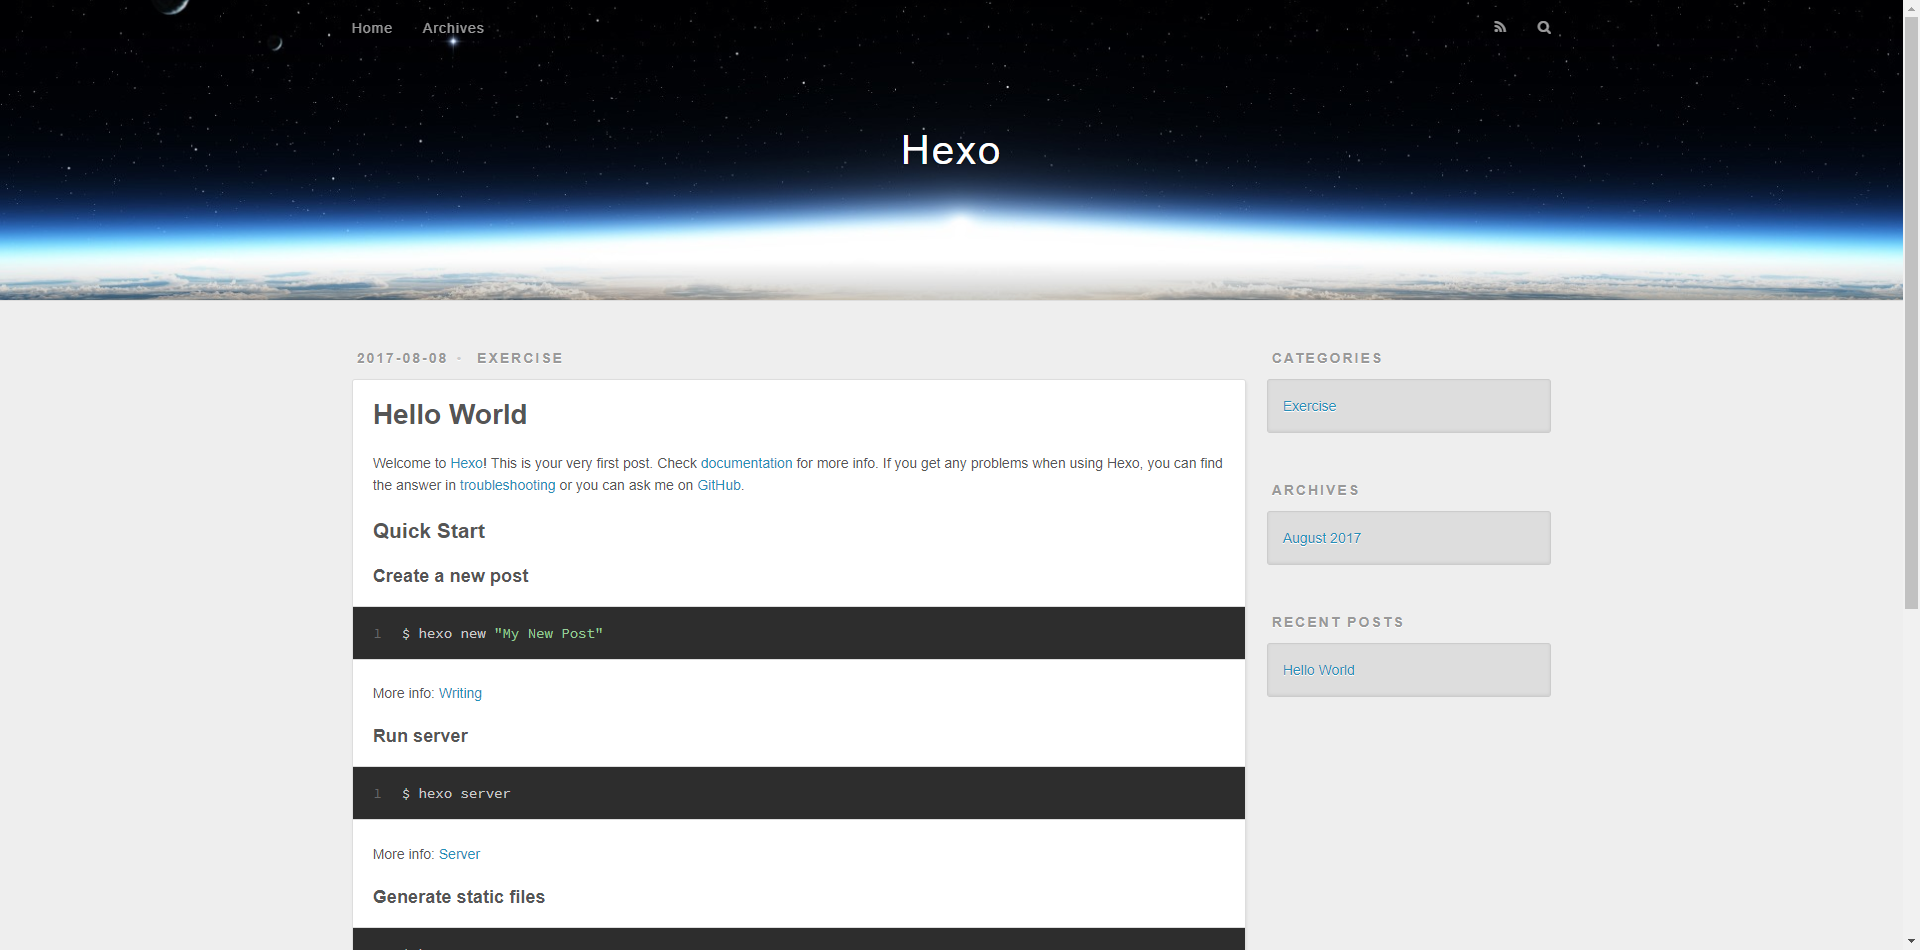 Home Archives
Hexo
2017-08-08 • EXERCISE
Hello World
Welcome to Hexo! This is your very first post. Check documentation for more info. If you get any problems when using Hexo, you can find
the answer in troubleshooting or you can ask me on GitHub.
Quick Start
Create a new post
1 $ hexo new "My New Post"
More info: Writing
Run server
1 $ hexo server
More info: Server
Generate static files
CATEGORIES
Exercise
ARCHIVES
August 2017
RECENT POSTS
Hello World